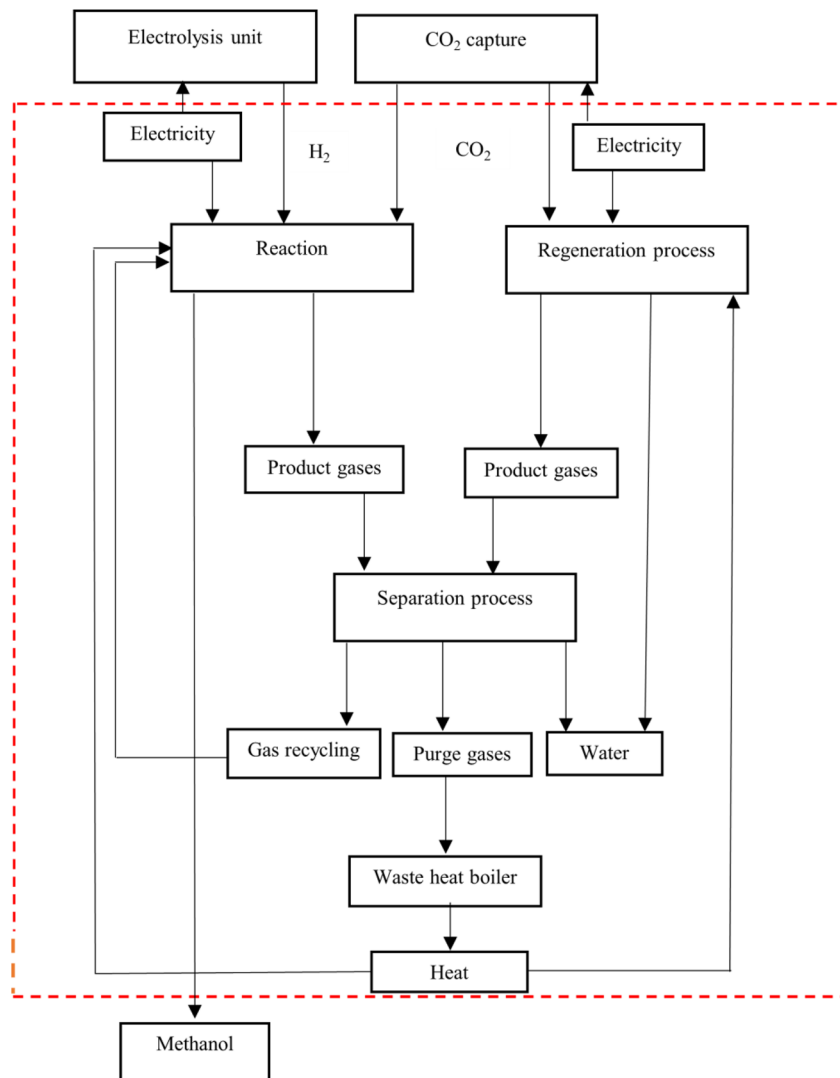 Electrolysis unit
CO₂ capture
Electricity
H₂
CO₂
Electricity
Reaction
Regeneration process
Product gases
Product gases
Separation process
Gas recycling
Purge gases
Water
Waste heat boiler
Heat
Methanol